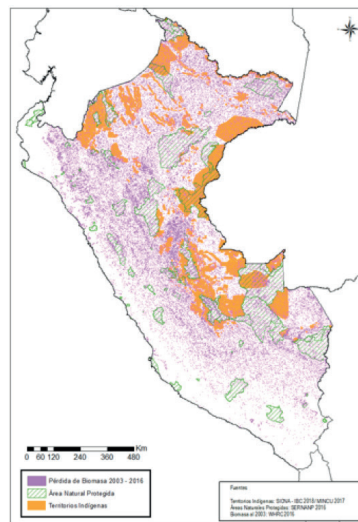 Km
0 60 120 240 360 480
Pérdida de Biomasa 2003 - 2016
Área Natural Protegida
Territorios Indígenas
Fuentes:
Territorios Indígenas: SICNA - IBC 2016/ MINCU 2017
Áreas Naturales Protegidas: SERNANP 2016
Biomasa al 2003: WHRC 2016